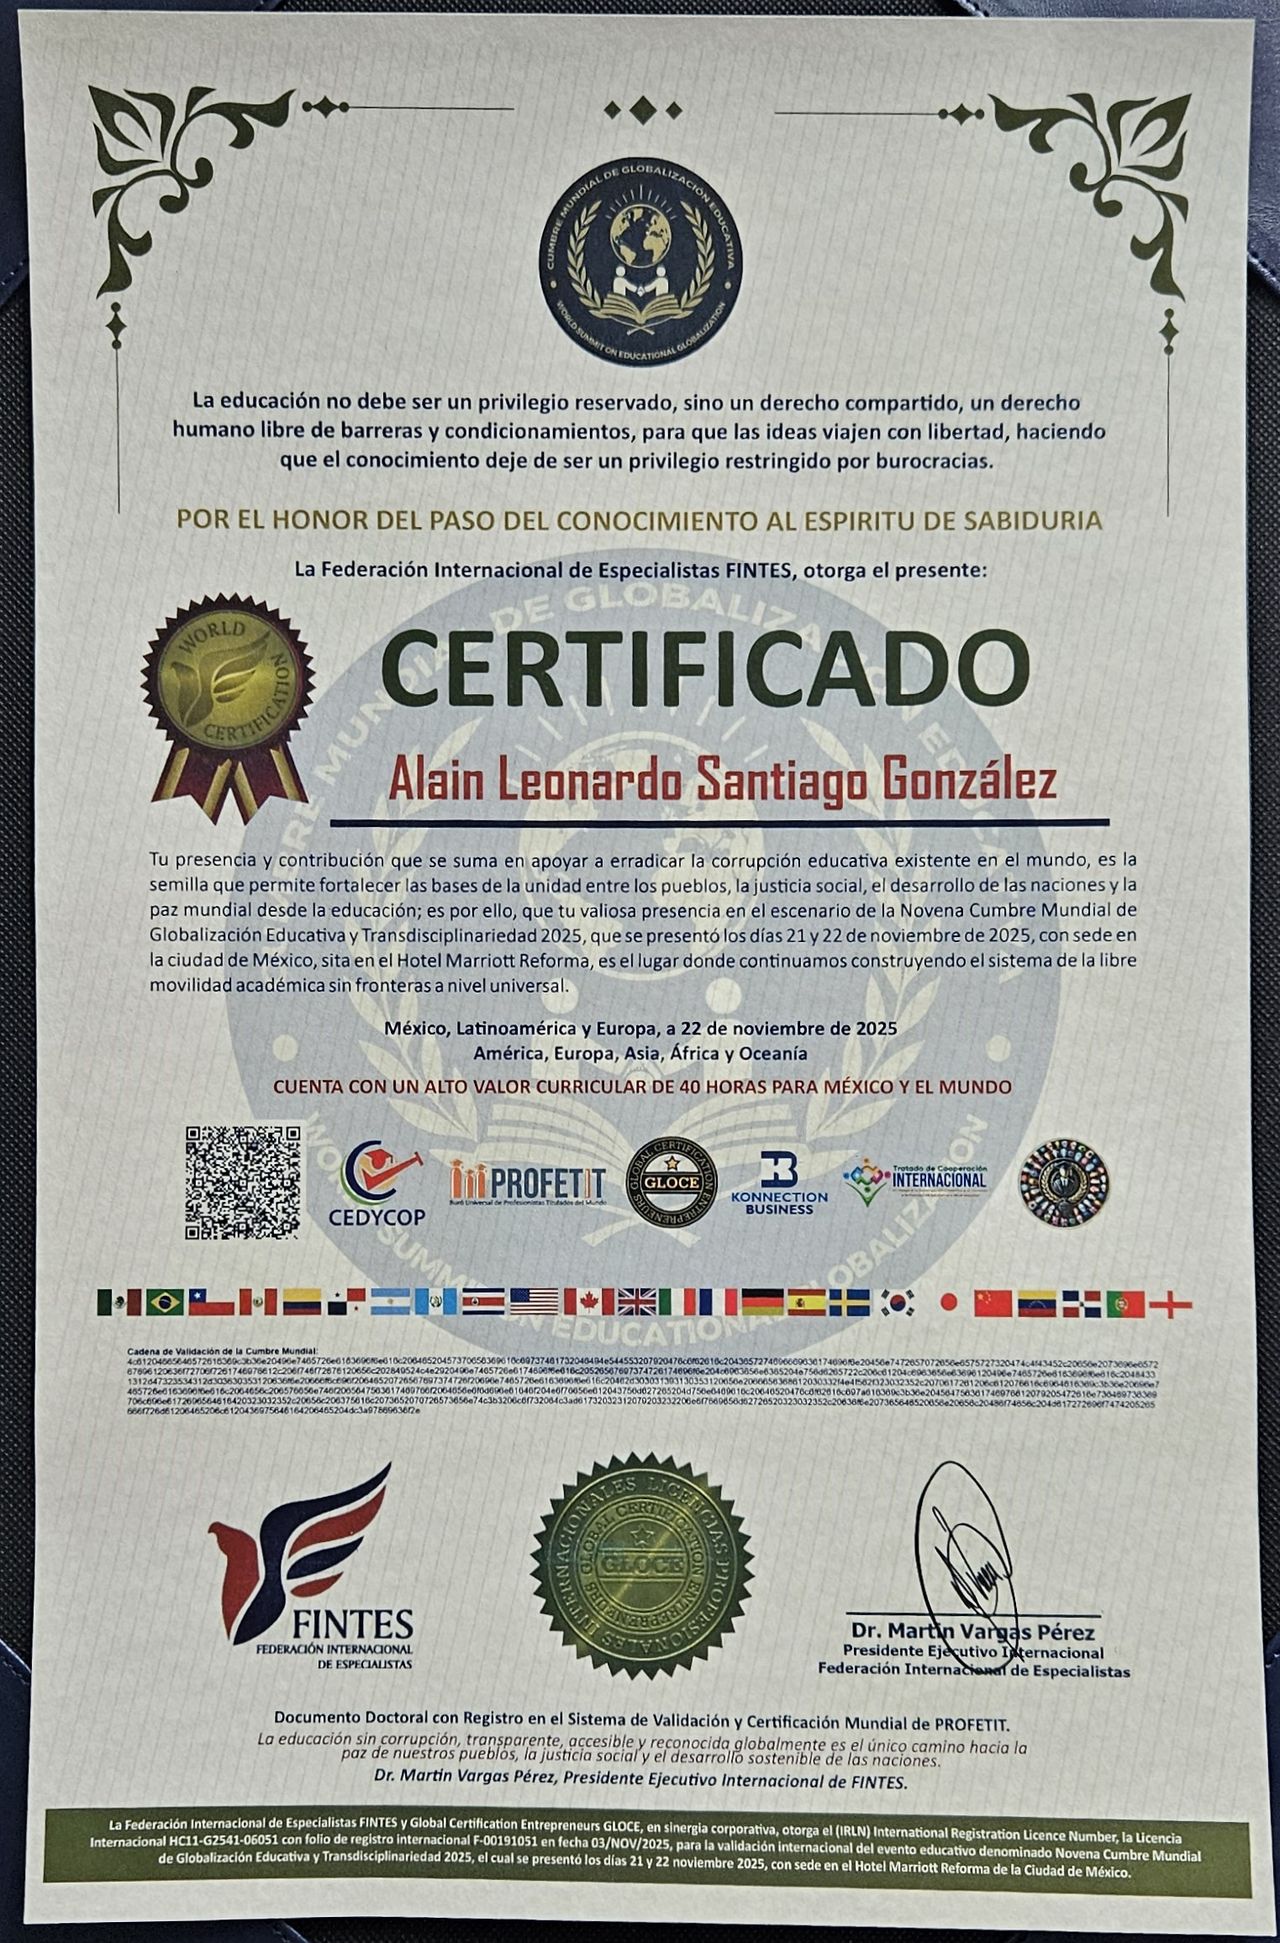 CUMBRE MUNDIAL DE GLOBALIZACIÓN EDUCATIVA
WORLD SUMMIT ON EDUCATIONAL GLOBALIZATION
La educación no debe ser un privilegio reservado, sino un derecho compartido, un derecho
humano libre de barreras y condicionamientos, para que las ideas viajen con libertad, haciendo
que el conocimiento deje de ser un privilegio restringido por burocracias.
POR EL HONOR DEL PASO DEL CONOCIMIENTO AL ESPIRITU DE SABIDURIA
La Federación Internacional de Especialistas FINTES, otorga el presente:
WORLD
CERTIFICATION
CERTIFICADO
Alain Leonardo Santiago González
Tu presencia y contribución que se suma en apoyar a erradicar la corrupción educativa existente en el mundo, es la
semilla que permite fortalecer las bases de la unidad entre los pueblos, la justicia social, el desarrollo de las naciones y la
paz mundial desde la educación; es por ello, que tu valiosa presencia en el escenario de la Novena Cumbre Mundial de
Globalización Educativa y Transdisciplinariedad 2025, que se presentó los días 21 y 22 de noviembre de 2025, con sede en
la ciudad de México, sita en el Hotel Marriott Reforma, es el lugar donde continuamos construyendo el sistema de la libre
movilidad académica sin fronteras a nivel universal.
México, Latinoamérica y Europa, a 22 de noviembre de 2025
América, Europa, Asia, África y Oceanía
CUENTA CON UN ALTO VALOR CURRICULAR DE 40 HORAS PARA MÉXICO Y EL MUNDO
CEDYCOP
PROFETIT
Buró Universal de Profesionistas Titulados del Mundo
GLOBAL CERTIFICATION ENTREPRENEURS
GLOCE
KONNECTION
BUSINESS
Tratado de Cooperación
INTERNACIONAL
Cadena de Validación de la Cumbre Mundial:
FINTES
FEDERACIÓN INTERNACIONAL
DE ESPECIALISTAS
LICENCIAS PROFESIONALES INTERNACIONALES
GLOBAL CERTIFICATION ENTREPRENEURS
GLOCE
Dr. Martin Vargas Pérez
Presidente Ejecutivo Internacional
Federación Internacional de Especialistas
Documento Doctoral con Registro en el Sistema de Validación y Certificación Mundial de PROFETIT.
La educación sin corrupción, transparente, accesible y reconocida globalmente es el único camino hacia la
paz de nuestros pueblos, la justicia social y el desarrollo sostenible de las naciones.
Dr. Martin Vargas Pérez, Presidente Ejecutivo Internacional de FINTES.
La Federación Internacional de Especialistas FINTES y Global Certification Entrepreneurs GLOCE, en sinergia corporativa, otorga el (IRLN) International Registration Licence Number, la Licencia
Internacional HC11-G2541-06051 con folio de registro internacional F-00191051 en fecha 03/NOV/2025, para la validación internacional del evento educativo denominado Novena Cumbre Mundial
de Globalización Educativa y Transdisciplinariedad 2025, el cual se presentó los días 21 y 22 noviembre 2025, con sede en el Hotel Marriott Reforma de la Ciudad de México.